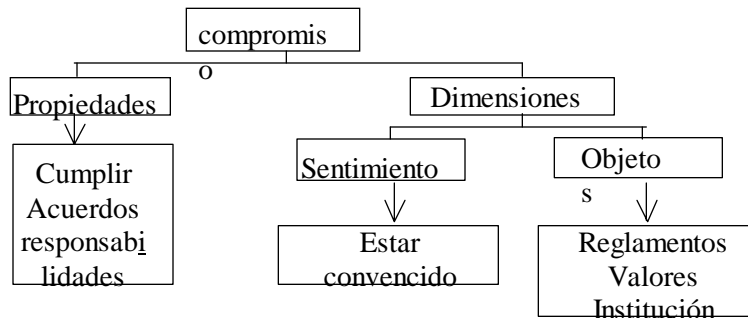 compromis
o
Propiedades
Dimensiones
Sentimiento
Objeto
s
Cumplir
Acuerdos
responsabi
lidades
Estar
convencido
Reglamentos
Valores
Institución